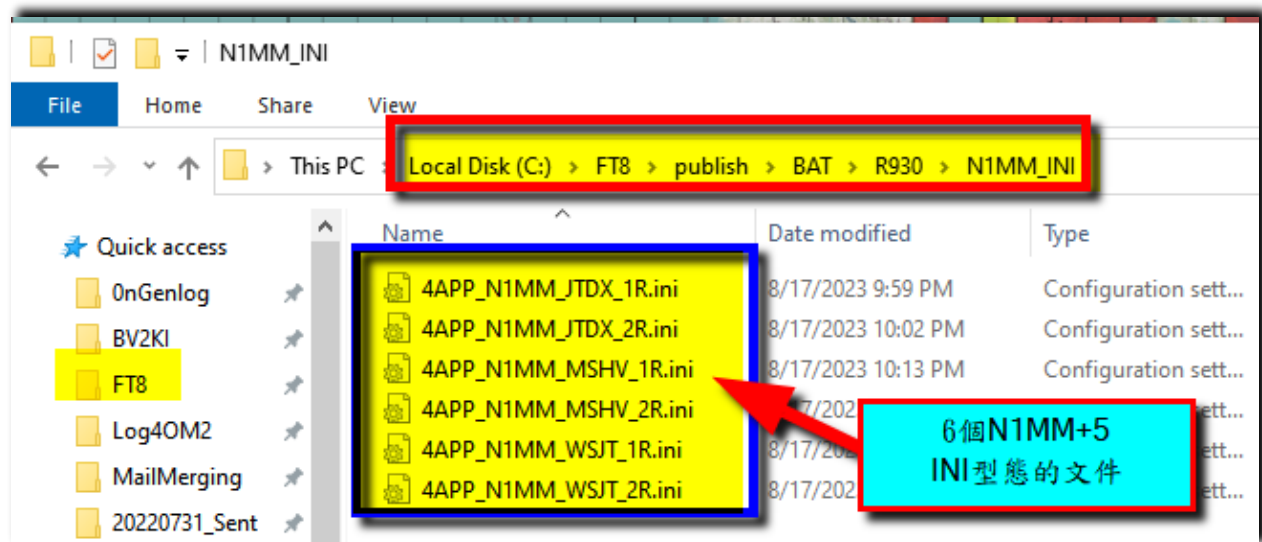 N1MM_INI
File Home Share View
This PC > Local Disk (C:) > FT8 > publish > BAT > R930 > N1MM_INI
Name Date modified Type
Quick access
0nGenlog
BV2KI
FT8
Log4OM2
MailMerging
20220731_Sent
4APP_N1MM_JTDX_1R.ini 8/17/2023 9:59 PM Configuration sett...
4APP_N1MM_JTDX_2R.ini 8/17/2023 10:02 PM Configuration sett...
4APP_N1MM_MSHV_1R.ini 8/17/2023 10:13 PM Configuration sett...
4APP_N1MM_MSHV_2R.ini ett...
4APP_N1MM_WSJT_1R.ini ett...
4APP_N1MM_WSJT_2R.ini ett...
6個N1MM+5
INI型態的文件